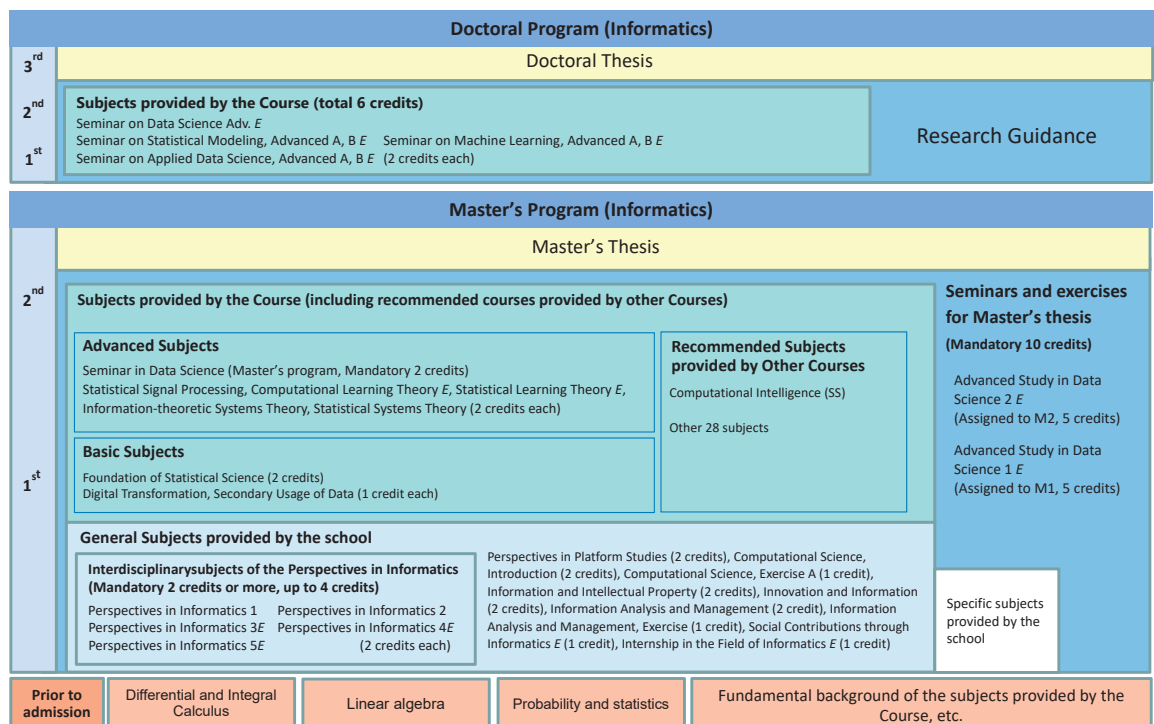 Doctoral Program (Informatics)
3rd
Doctoral Thesis
2nd
1st
Subjects provided by the Course (total 6 credits)
Seminar on Data Science Adv. E
Seminar on Statistical Modeling, Advanced A, B E Seminar on Machine Learning, Advanced A, B E
Seminar on Applied Data Science, Advanced A, B E (2 credits each)
Research Guidance
Master's Program (Informatics)
Master's Thesis
2nd
1st
Subjects provided by the Course (including recommended courses provided by other Courses)
Advanced Subjects
Seminar in Data Science (Master's program, Mandatory 2 credits)
Statistical Signal Processing, Computational Learning Theory E, Statistical Learning Theory E,
Information-theoretic Systems Theory, Statistical Systems Theory (2 credits each)
Basic Subjects
Foundation of Statistical Science (2 credits)
Digital Transformation, Secondary Usage of Data (1 credit each)
Recommended Subjects
provided by Other Courses
Computational Intelligence (SS)
Other 28 subjects
Seminars and exercises
for Master's thesis
(Mandatory 10 credits)
Advanced Study in Data
Science 2 E
(Assigned to M2, 5 credits)
Advanced Study in Data
Science 1 E
(Assigned to M1, 5 credits)
General Subjects provided by the school
Interdisciplinarysubjects of the Perspectives in Informatics
(Mandatory 2 credits or more, up to 4 credits)
Perspectives in Informatics 1 Perspectives in Informatics 2
Perspectives in Informatics 3E Perspectives in Informatics 4E
Perspectives in Informatics 5E (2 credits each)
Perspectives in Platform Studies (2 credits), Computational Science,
Introduction (2 credits), Computational Science, Exercise A (1 credit),
Information and Intellectual Property (2 credits), Innovation and Information
(2 credits), Information Analysis and Management (2 credit), Information
Analysis and Management, Exercise (1 credit), Social Contributions through
Informatics E (1 credit), Internship in the Field of Informatics E (1 credit)
Specific subjects
provided by the
school
Prior to
admission
Differential and Integral
Calculus
Linear algebra
Probability and statistics
Fundamental background of the subjects provided by the
Course, etc.